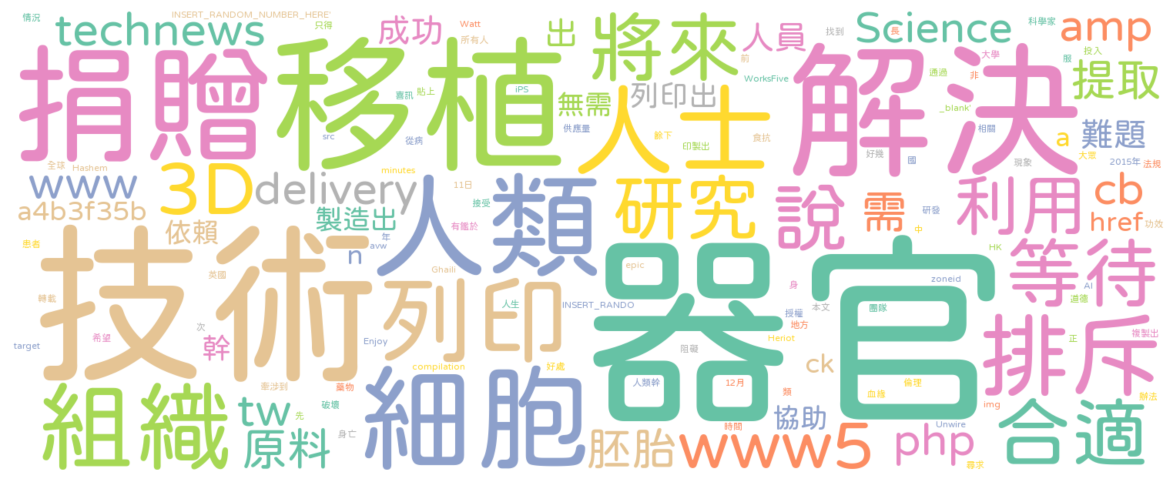 情況
INSERT_RANDOM_NUMBER_HERE'
technews
成功
只得
Watt
所有人
出
將來
人員
找到
Science
長
科學家
amp
捐贈
移植
喜訊
貼上
iPS
無需
列印出
前
WorksFive
解決
大學
通過
非
服
投入
提取
src
從病
供應量
人士
餘下
印製出
食抗
_blank'
相關
a
難題
全球
Hashem
www
3D
delivery
minutes
11日
人類
接受
研究
說
好幾
國
現象
大眾
2015年
法規
需
利用
cb
a4b3f35b
製造出
依賴
有鑑於
研發
中
href
功效
患者
技術
年
n
avw
英國
Ghaili
器官
epic
HK
等待
身
zoneid
AI
道德
轉載
列印
人生
INSERT_RANDO
本文
授權
地方
團隊
target
希望
次
幹
Enjoy
阻礙
Heriot
排斥
正
複製出
compilation
好處
ck
牽涉到
藥物
人類幹
12月
類
血緣
倫理
img
辦法
組織
tw
破壞
先
細胞
協助
時間
Unwire
合適
原料
身亡
胚胎
www5
php
尋求